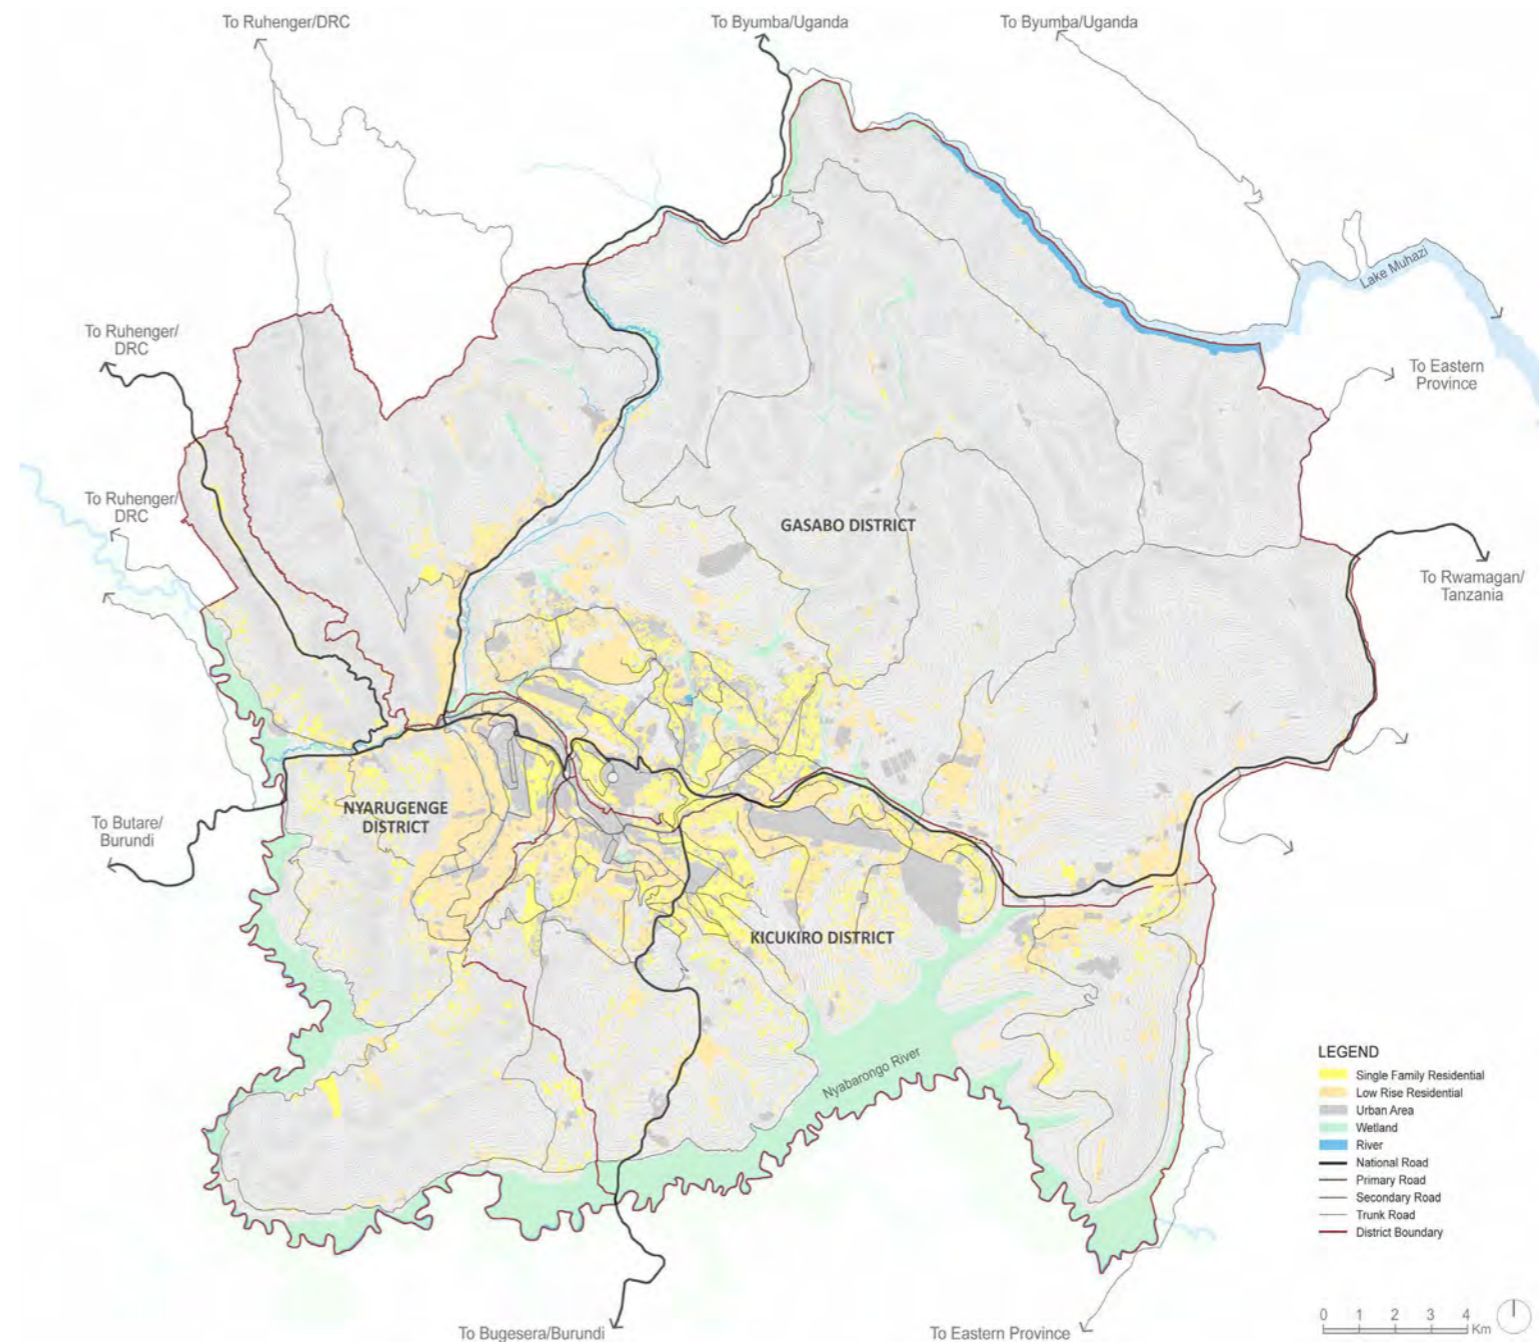 To Ruhenger/DRC
To Byumba/Uganda
To Byumba/Uganda
Lake Muhazi
To Ruhenger/
DRC
To Eastern
Province
To Ruhenger/
DRC
GASABO DISTRICT
To Rwamagan/
Tanzania
NYARUGENGE
DISTRICT
To Butare/
Burundi
KICUKIRO DISTRICT
Nyabarongo River
LEGEND
Single Family Residential
Low Rise Residential
Urban Area
Wetland
River
National Road
Primary Road
Secondary Road
Trunk Road
District Boundary
0 1 2 3 4
Km
To Bugesera/Burundi
To Eastern Province